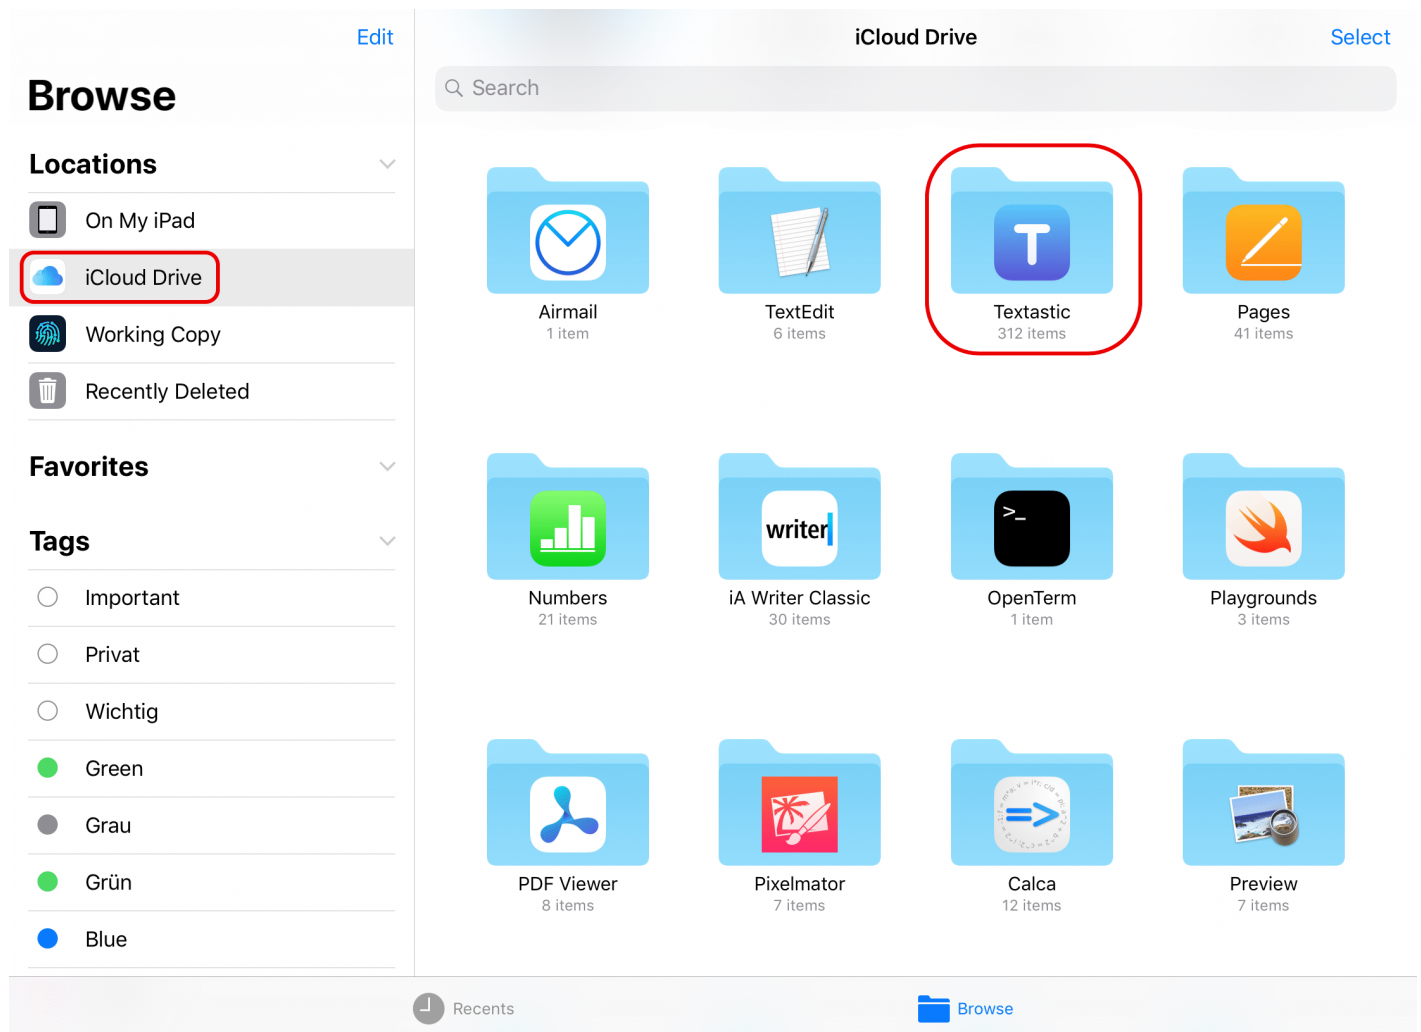 Edit
Browse
Locations
On My iPad
iCloud Drive
Working Copy
Recently Deleted
Favorites
Tags
Important
Privat
Wichtig
Green
Grau
Grün
Blue
iCloud Drive
Select
Search
T
Airmail
1 item
TextEdit
6 items
Textastic
312 items
Pages
41 items
writer
>_
Numbers
21 items
iA Writer Classic
30 items
OpenTerm
1 item
Playgrounds
3 items
=>
PDF Viewer
8 items
Pixelmator
7 items
Calca
12 items
Preview
7 items
Recents
Browse